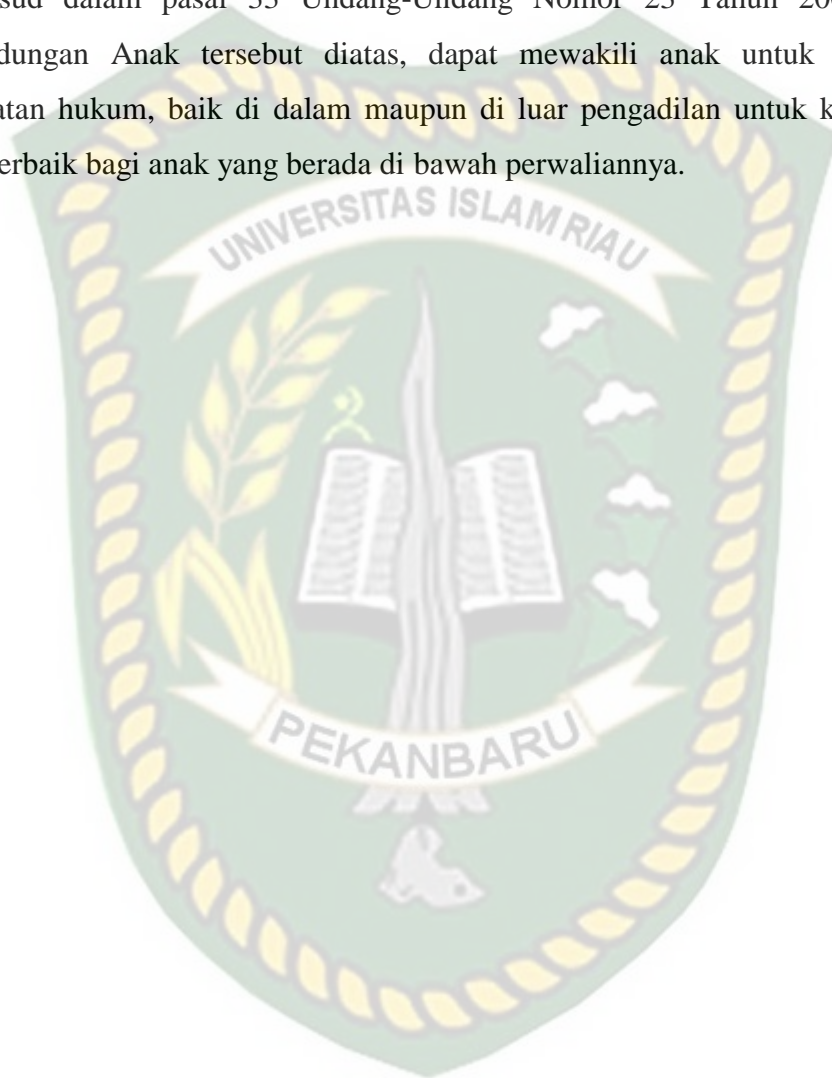 sud dalam pasal 33 Undang-Undang Nomor 23 Tahun 20
dungan Anak tersebut diatas, dapat mewakili anak untuk
atan hukum, baik di dalam maupun di luar pengadilan untuk k
erbaik bagi anak yang berada di bawah perwaliannya.
UNIVERSITAS ISLAM RIAU
PEKANBARU